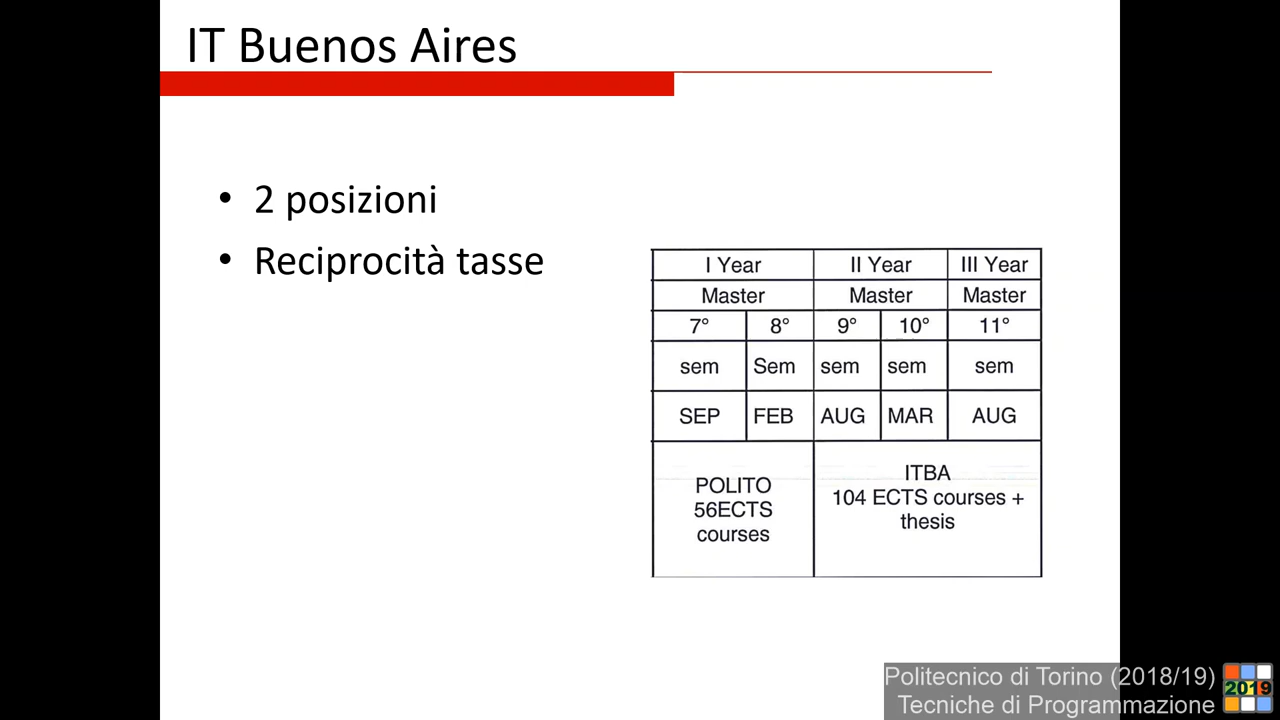 IT Buenos Aires
• 2 posizioni
• Reciprocità tasse
I Year II Year III Year
Master Master Master
7° 8° 9° 10° 11°
sem Sem sem sem sem
SEP FEB AUG MAR AUG
POLITO
56ECTS
courses
ITBA
104 ECTS courses +
thesis
Politecnico di Torino (2018/19)
Tecniche di Programmazione
2019